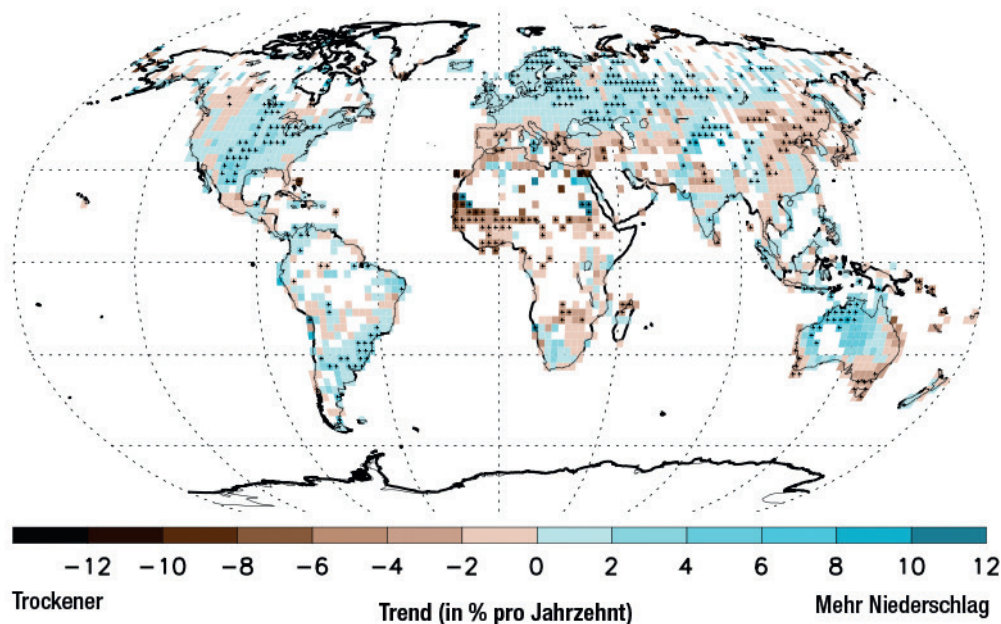 −12 −10 −8 −6 −4 −2 0 2 4 6 8 10 12
Trockener Trend (in % pro Jahrzehnt) Mehr Niederschlag